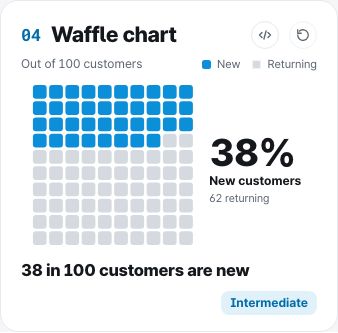 04 Waffle chart
Out of 100 customers
New Returning
38%
New customers
62 returning
38 in 100 customers are new
Intermediate